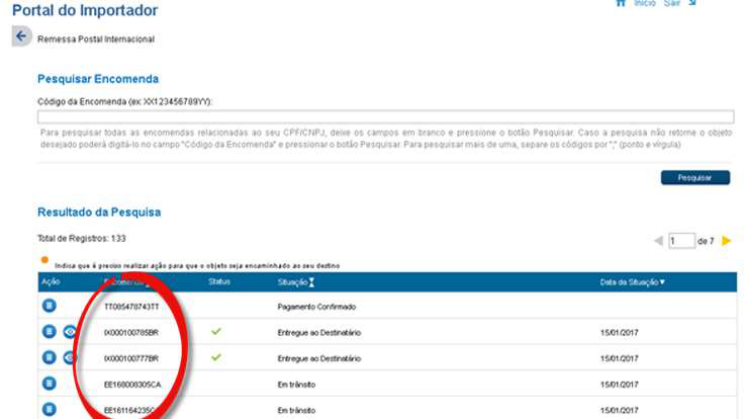 Início Sair
Portal do Importador
Remessa Postal Internacional
Pesquisar Encomenda
Código da Encomenda (ex: XX123456789YY):
Para pesquisar todas as encomendas relacionadas ao seu CPF/CNPJ, deixe os campos em branco e pressione o botão Pesquisar. Caso a pesquisa não retorne o objeto
desejado poderá digitá-lo no campo "Código da Encomenda" e pressionar o botão Pesquisar. Para pesquisar mais de uma, separe os códigos por ";" (ponto e vírgula)
Pesquisar
Resultado da Pesquisa
Total de Registros: 133
1 de 7
Indica que é preciso realizar ação para que o objeto seja encaminhado ao seu destino
Ação Status Situação Data da Situação
TT085478743TT Pagamento Confirmado
IX000100785BR Entregue ao Destinatário 15/01/2017
IX000100777BR Entregue ao Destinatário 15/01/2017
EE168008305CA Em trânsito 15/01/2017
Em trânsito 15/01/2017